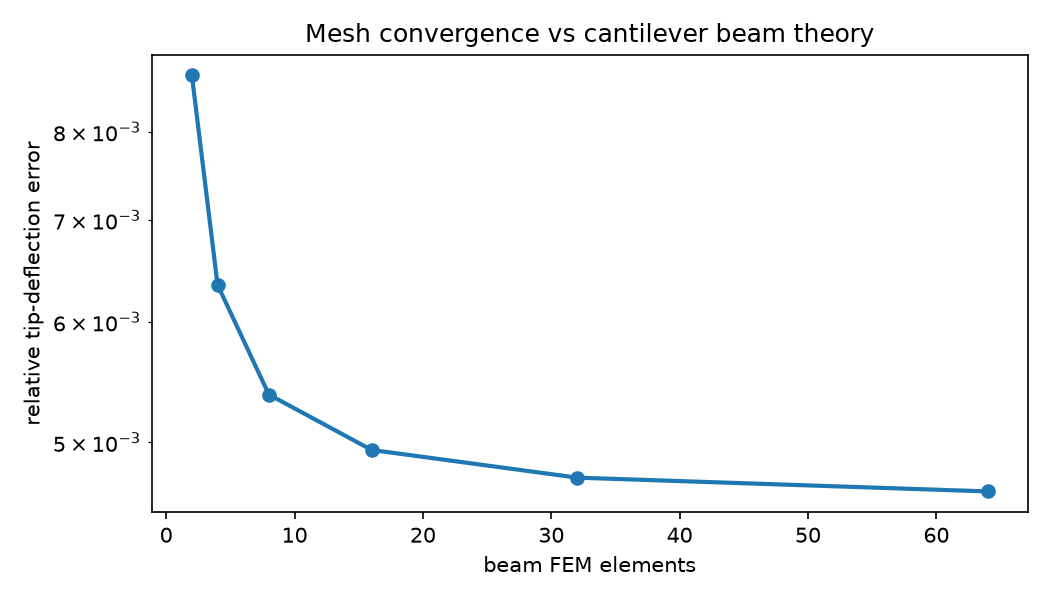 Mesh convergence vs cantilever beam theory
relative tip-deflection error
8 × 10⁻³
7 × 10⁻³
6 × 10⁻³
5 × 10⁻³
0 10 20 30 40 50 60
beam FEM elements